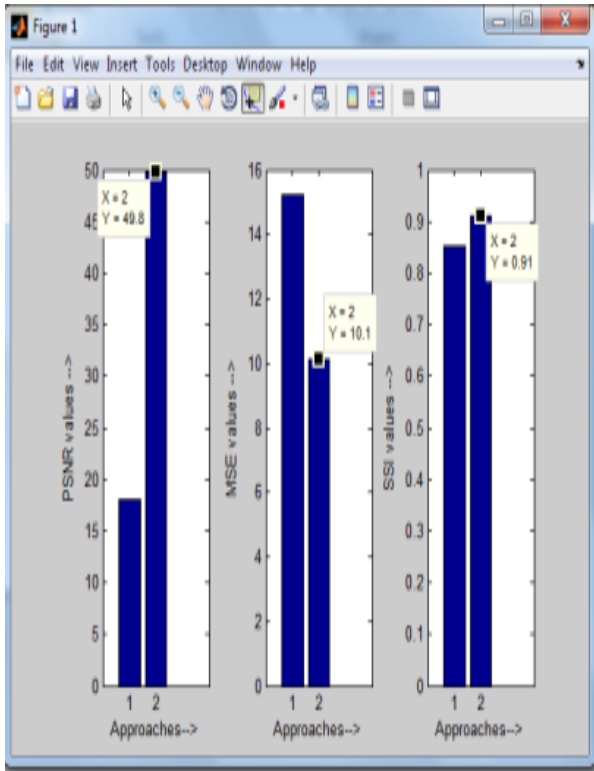 Figure 1
File Edit View Insert Tools Desktop Window Help
50
45
40
35
30
25
20
15
10
5
0
PSNR values -->
X = 2
Y = 49.8
1 2
Approaches-->
16
14
12
10
8
6
4
2
0
MSE values -->
X = 2
Y = 10.1
1 2
Approaches-->
1
0.9
0.8
0.7
0.6
0.5
0.4
0.3
0.2
0.1
0
SSI values -->
X = 2
Y = 0.91
1 2
Approaches-->